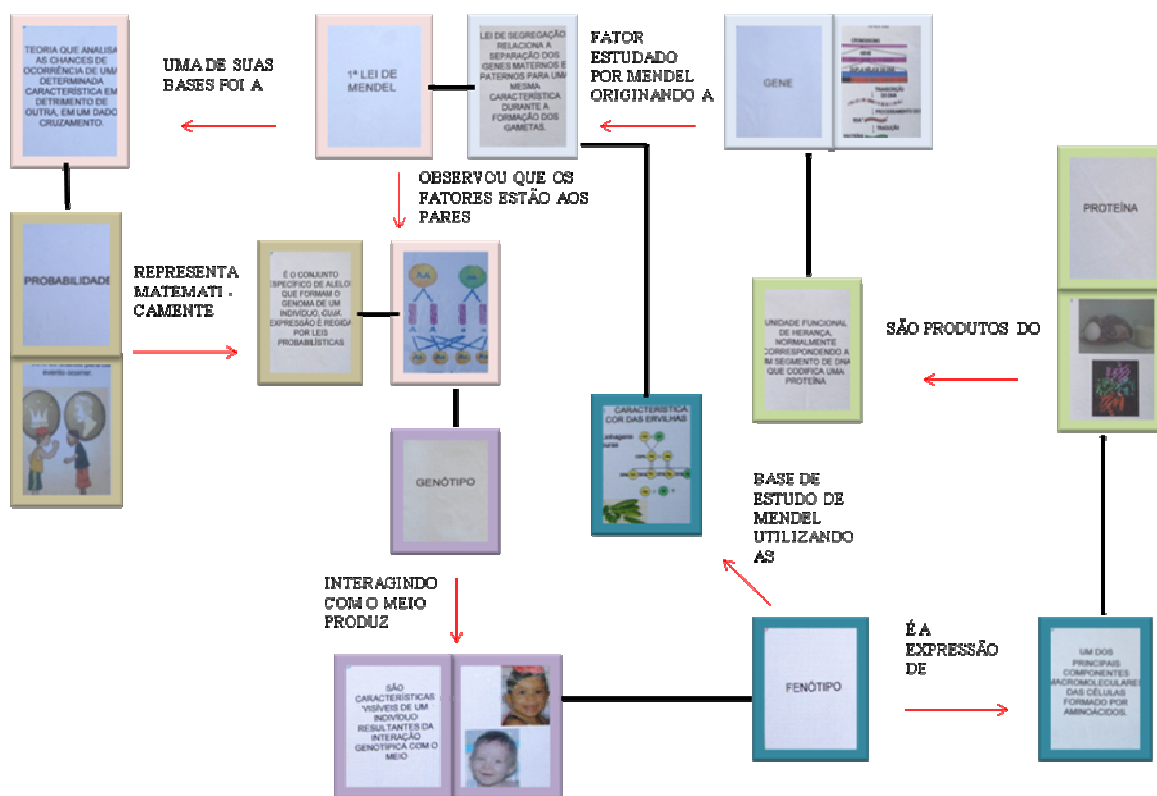 TEORIA QUE ANALISA
AS CHANCES DE
OCORRÊNCIA DE UMA
DETERMINADA
CARACTERÍSTICA EM
DETRIMENTO DE
OUTRA, EM UM DADO
CRUZAMENTO.
UMA DE SUAS
BASES FOI A
1ª LEI DE
MENDEL
LEI DE SEGREGAÇÃO
RELACIONA A
SEPARAÇÃO DOS
GENES MATERNOS E
PATERNOS PARA UMA
MESMA
CARACTERÍSTICA
DURANTE A
FORMAÇÃO DOS
GAMETAS.
FATOR
ESTUDADO
POR MENDEL
ORIGINANDO A
GENE
TRANSCRIÇÃO
TRADUÇÃO
PROTEÍNA
OBSERVOU QUE OS
FATORES ESTÃO AOS
PARES
PROBABILIDADE
REPRESENTA
MATEMATI -
CAMENTE
É O CONJUNTO
ESPECÍFICO DE ALELOS
QUE FORMAM O
GENOMA DE UM
INDIVÍDUO, CUJA
EXPRESSÃO É REGIDA
POR LEIS
PROBABILÍSTICAS
UNIDADE FUNCIONAL
DE HERANÇA,
NORMALMENTE
CORRESPONDENDO A
UM SEGMENTO DE DNA
QUE CODIFICA UMA
PROTEÍNA
SÃO PRODUTOS DO
evento ocorrer.
CARACTERÍSTICA
COR DAS ERVILHAS
GENÓTIPO
BASE DE
ESTUDO DE
MENDEL
UTILIZANDO
AS
INTERAGINDO
COM O MEIO
PRODUZ
SÃO
CARACTERÍSTICAS
VISÍVEIS DE UM
INDIVÍDUO
RESULTANTES DA
INTERAÇÃO
GENOTÍPICA COM O
MEIO
FENÓTIPO
É A
EXPRESSÃO
DE
UM DOS
PRINCIPAIS
COMPONENTES
MACROMOLECULARES
DAS CÉLULAS
FORMADO POR
AMINOÁCIDOS.